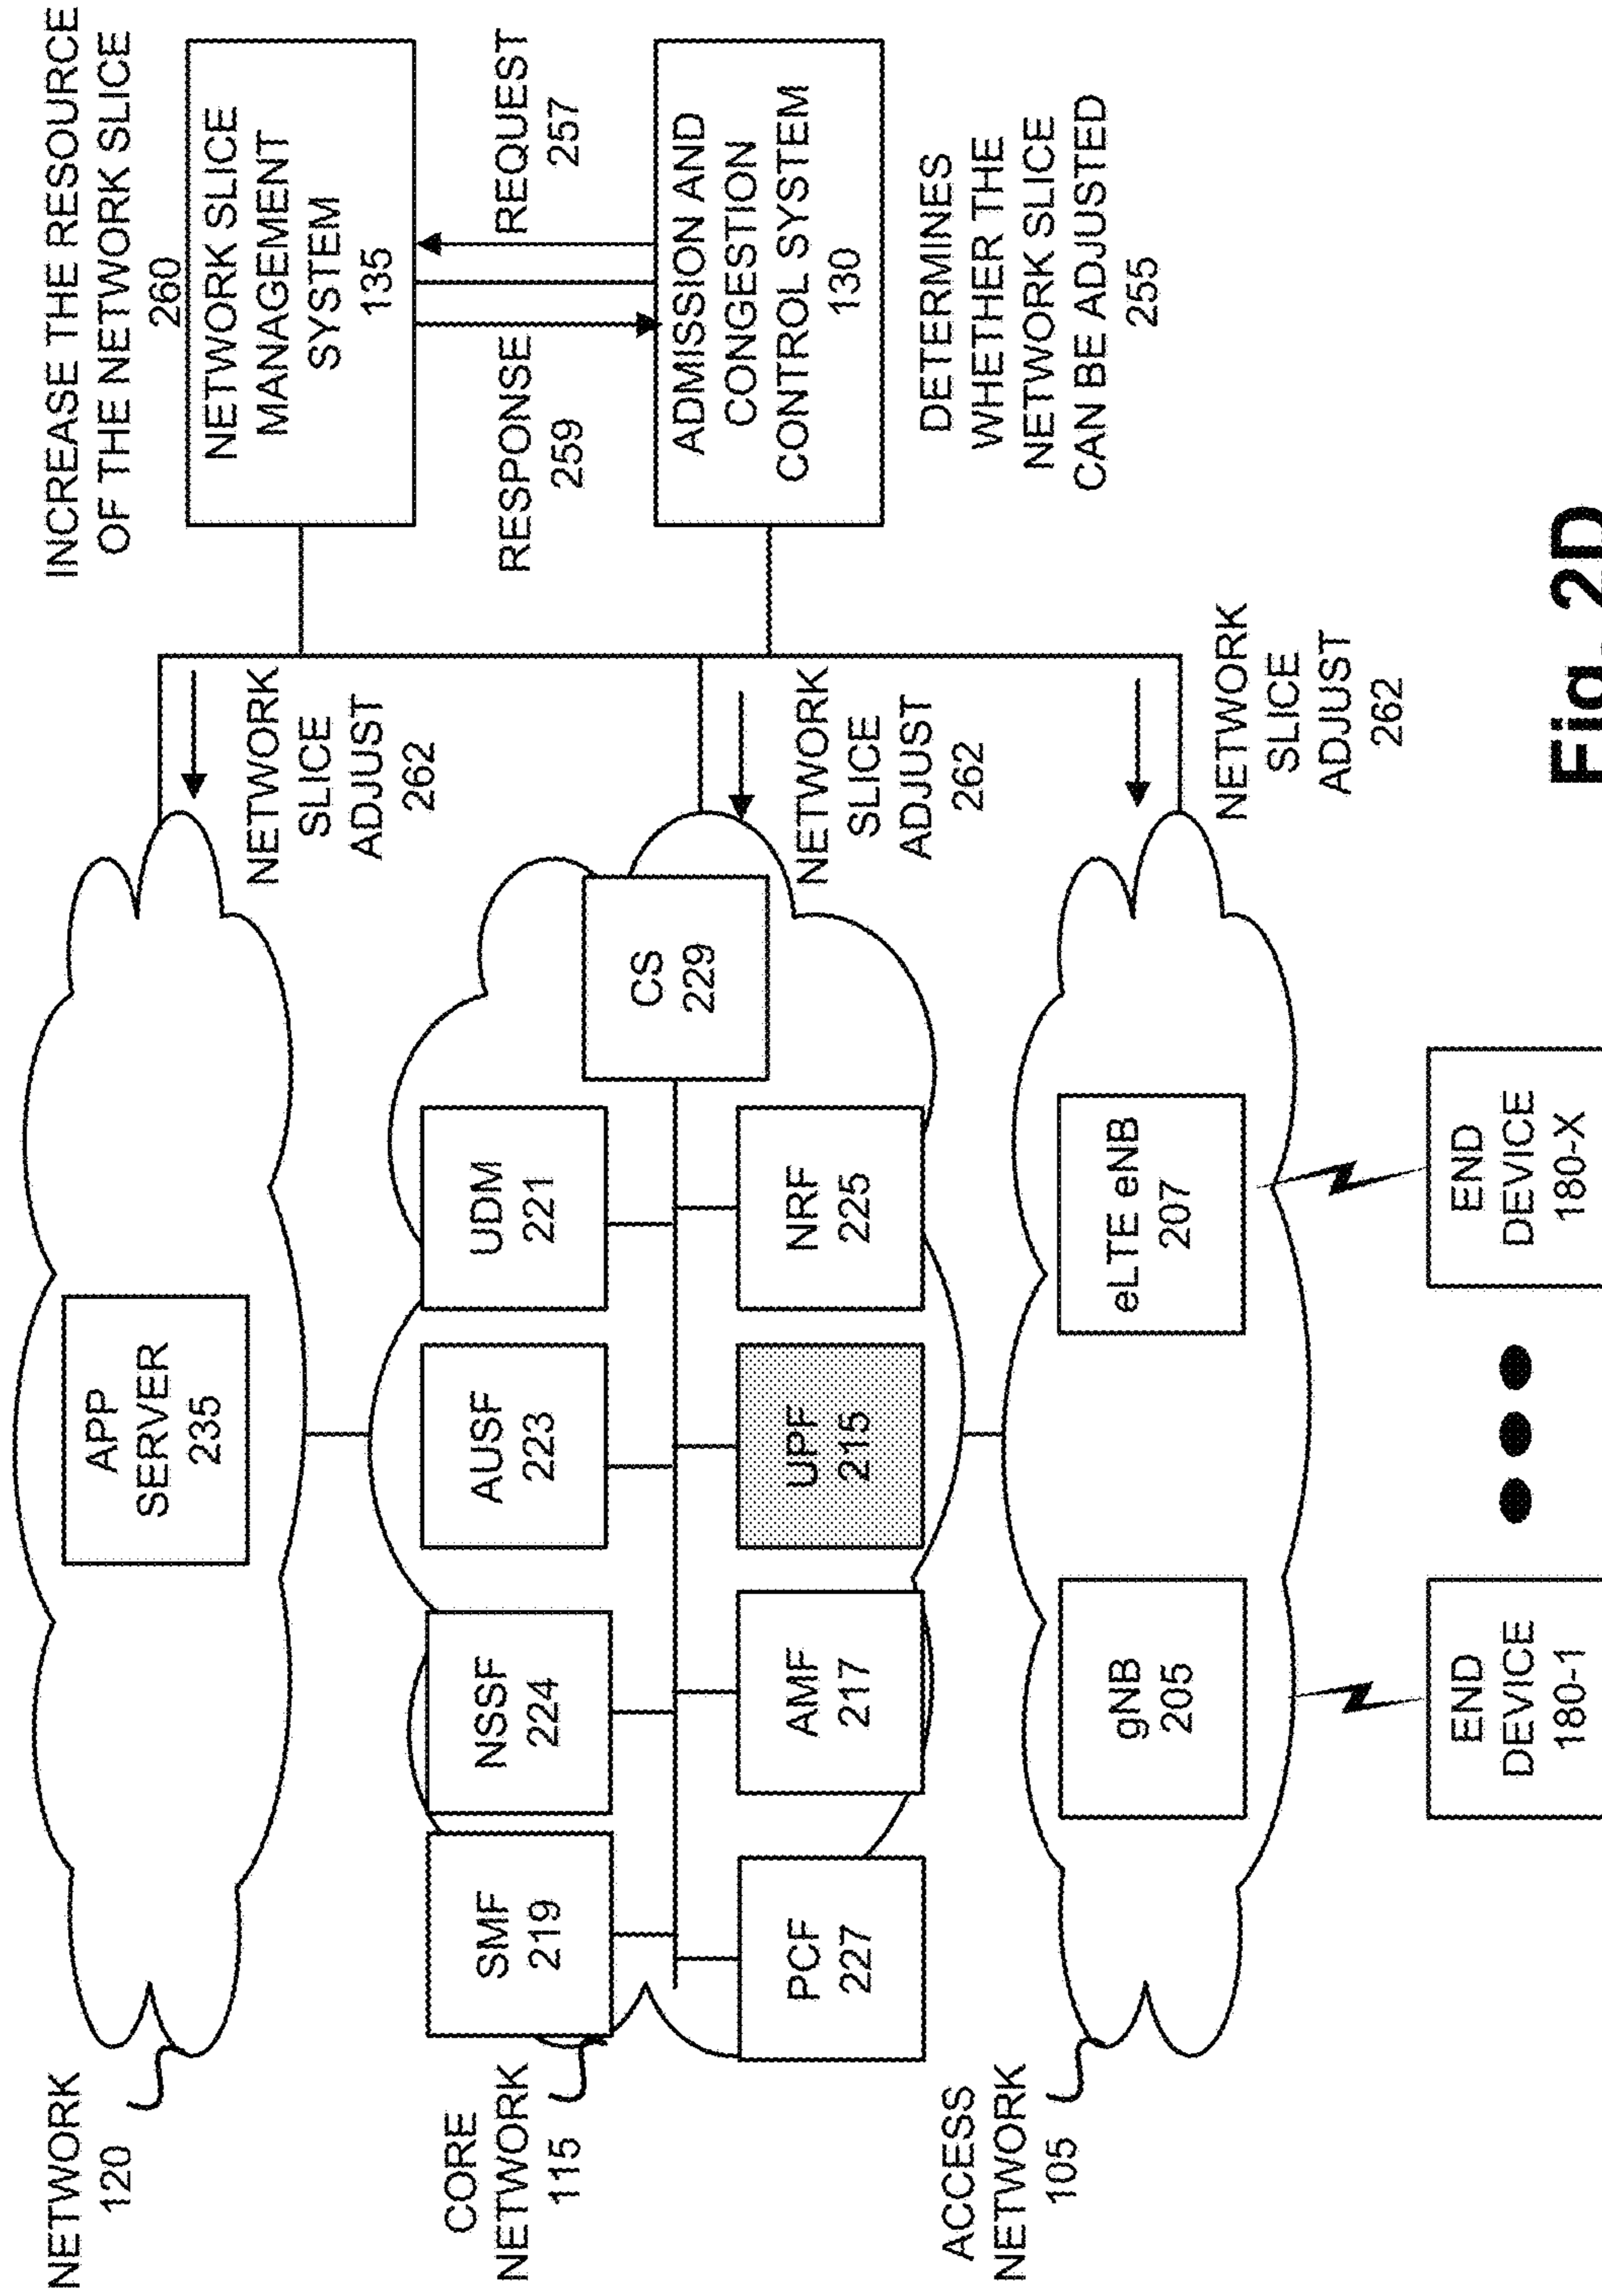 NETWORK
120
APP
SERVER
235
INCREASE THE RESOURCE
OF THE NETWORK SLICE
260
NETWORK SLICE
MANAGEMENT
SYSTEM
135
NETWORK
SLICE
ADJUST
262
RESPONSE
259
REQUEST
257
CORE
NETWORK
115
SMF
219
NSSF
224
AUSF
223
UDM
221
CS
229
PCF
227
AMF
217
UPF
215
NRF
225
NETWORK
SLICE
ADJUST
262
ADMISSION AND
CONGESTION
CONTROL SYSTEM
130
DETERMINES
WHETHER THE
NETWORK SLICE
CAN BE ADJUSTED
255
ACCESS
NETWORK
105
gNB
205
eLTE eNB
207
NETWORK
SLICE
ADJUST
262
END
DEVICE
180-1
END
DEVICE
180-X
Fig. 2D